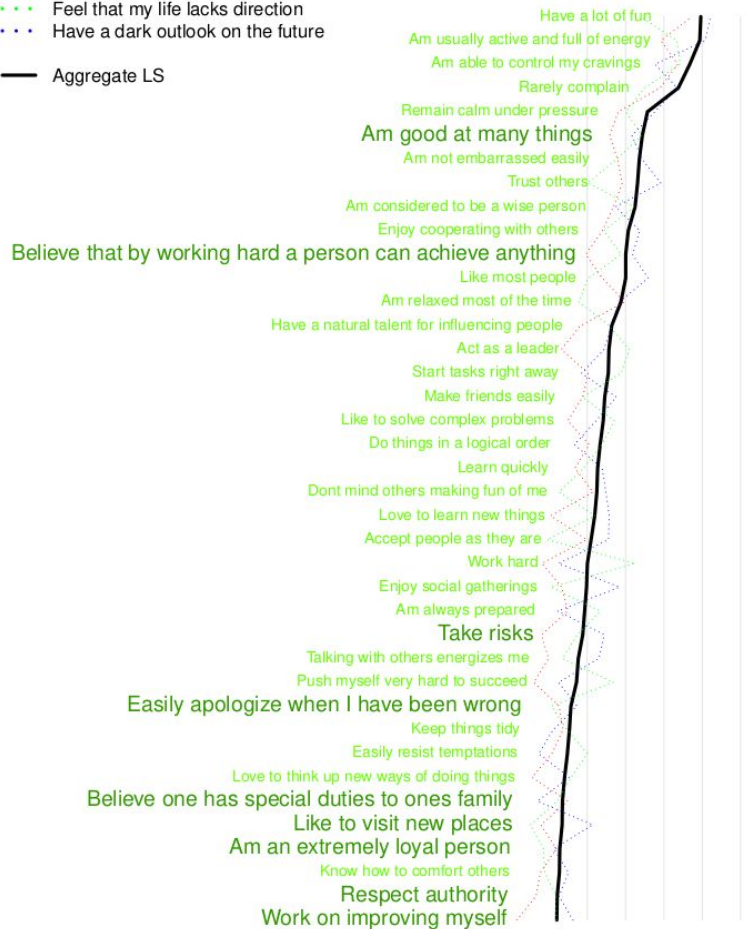 Feel that my life lacks direction
Have a dark outlook on the future
Aggregate LS
Have a lot of fun
Am usually active and full of energy
Am able to control my cravings
Rarely complain
Remain calm under pressure
Am good at many things
Am not embarrassed easily
Trust others
Am considered to be a wise person
Enjoy cooperating with others
Believe that by working hard a person can achieve anything
Like most people
Am relaxed most of the time
Have a natural talent for influencing people
Act as a leader
Start tasks right away
Make friends easily
Like to solve complex problems
Do things in a logical order
Learn quickly
Dont mind others making fun of me
Love to learn new things
Accept people as they are
Work hard
Enjoy social gatherings
Am always prepared
Take risks
Talking with others energizes me
Push myself very hard to succeed
Easily apologize when I have been wrong
Keep things tidy
Easily resist temptations
Love to think up new ways of doing things
Believe one has special duties to ones family
Like to visit new places
Am an extremely loyal person
Know how to comfort others
Respect authority
Work on improving myself